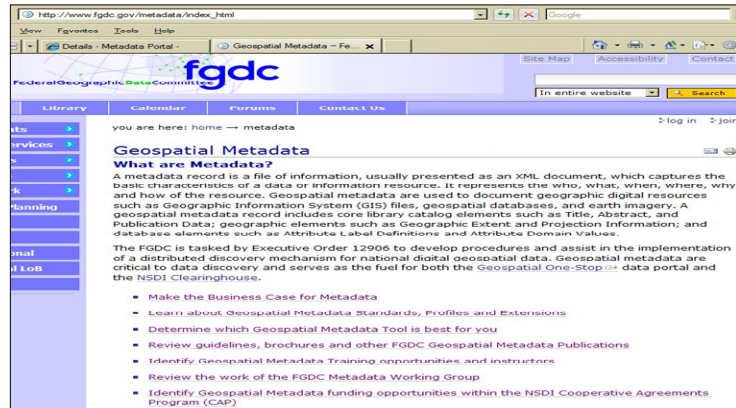 http://www.fgdc.gov/metadata/index_html
Google
View Favorites Tools Help
Details - Metadata Portal -
Geospatial Metadata — Fe...
Site Map Accessibility Contact
fgdc
Federal Geographic Data Committee
In entire website
Search
Library Calendar Forums Contact Us
log in join
you are here: home → metadata
ts
ervices
s
k
lanning
onal
l LoB
Geospatial Metadata
What are Metadata?
A metadata record is a file of information, usually presented as an XML document, which captures the
basic characteristics of a data or information resource. It represents the who, what, when, where, why
and how of the resource. Geospatial metadata are used to document geographic digital resources
such as Geographic Information System (GIS) files, geospatial databases, and earth imagery. A
geospatial metadata record includes core library catalog elements such as Title, Abstract, and
Publication Data; geographic elements such as Geographic Extent and Projection Information; and
database elements such as Attribute Label Definitions and Attribute Domain Values.
The FGDC is tasked by Executive Order 12906 to develop procedures and assist in the implementation
of a distributed discovery mechanism for national digital geospatial data. Geospatial metadata are
critical to data discovery and serves as the fuel for both the Geospatial One-Stop data portal and
the NSDI Clearinghouse.
Make the Business Case for Metadata
Learn about Geospatial Metadata Standards, Profiles and Extensions
Determine which Geospatial Metadata Tool is best for you
Review guidelines, brochures and other FGDC Geospatial Metadata Publications
Identify Geospatial Metadata Training opportunities and instructors
Review the work of the FGDC Metadata Working Group
Identify Geospatial Metadata funding opportunities within the NSDI Cooperative Agreements
Program (CAP)